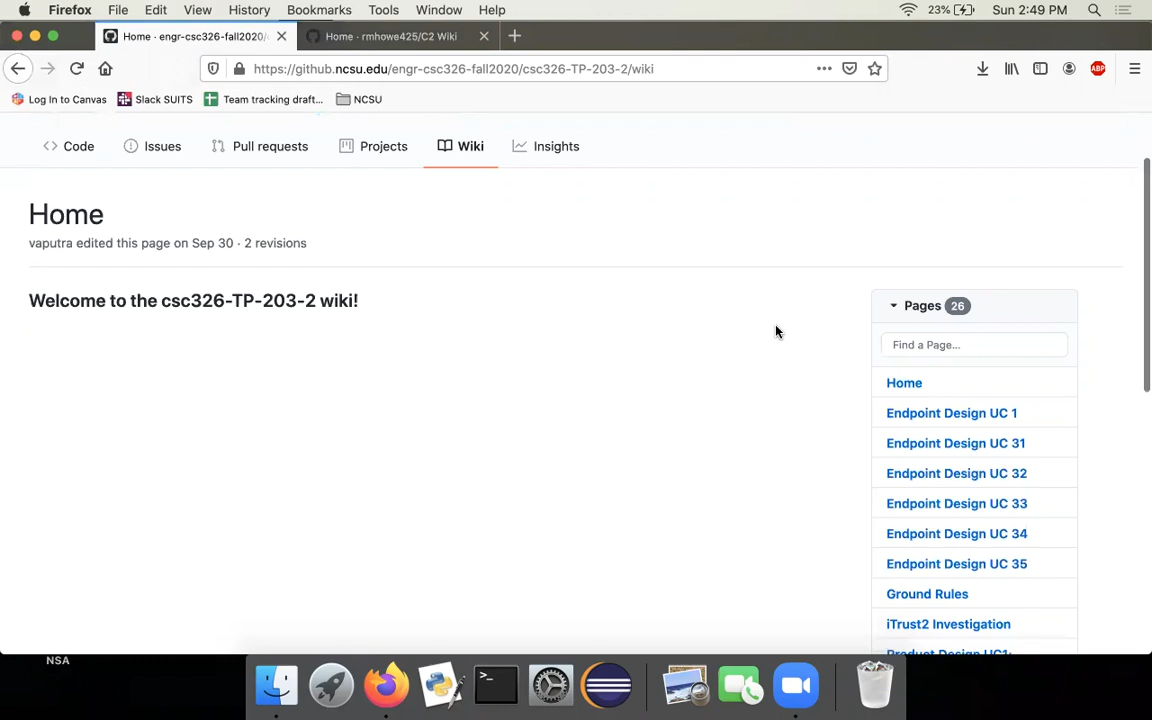 Firefox File Edit View History Bookmarks Tools Window Help 23% Sun 2:49 PM
Home · engr-csc326-fall2020/ Home · rmhowe425/C2 Wiki
https://github.ncsu.edu/engr-csc326-fall2020/csc326-TP-203-2/wiki
ABP
Log In to Canvas Slack SUITS Team tracking draft... NCSU
Code Issues Pull requests Projects Wiki Insights
Home
vaputra edited this page on Sep 30 · 2 revisions
Welcome to the csc326-TP-203-2 wiki!
Pages 26
Find a Page...
Home
Endpoint Design UC 1
Endpoint Design UC 31
Endpoint Design UC 32
Endpoint Design UC 33
Endpoint Design UC 34
Endpoint Design UC 35
Ground Rules
iTrust2 Investigation
Product Design UC1:
NSA